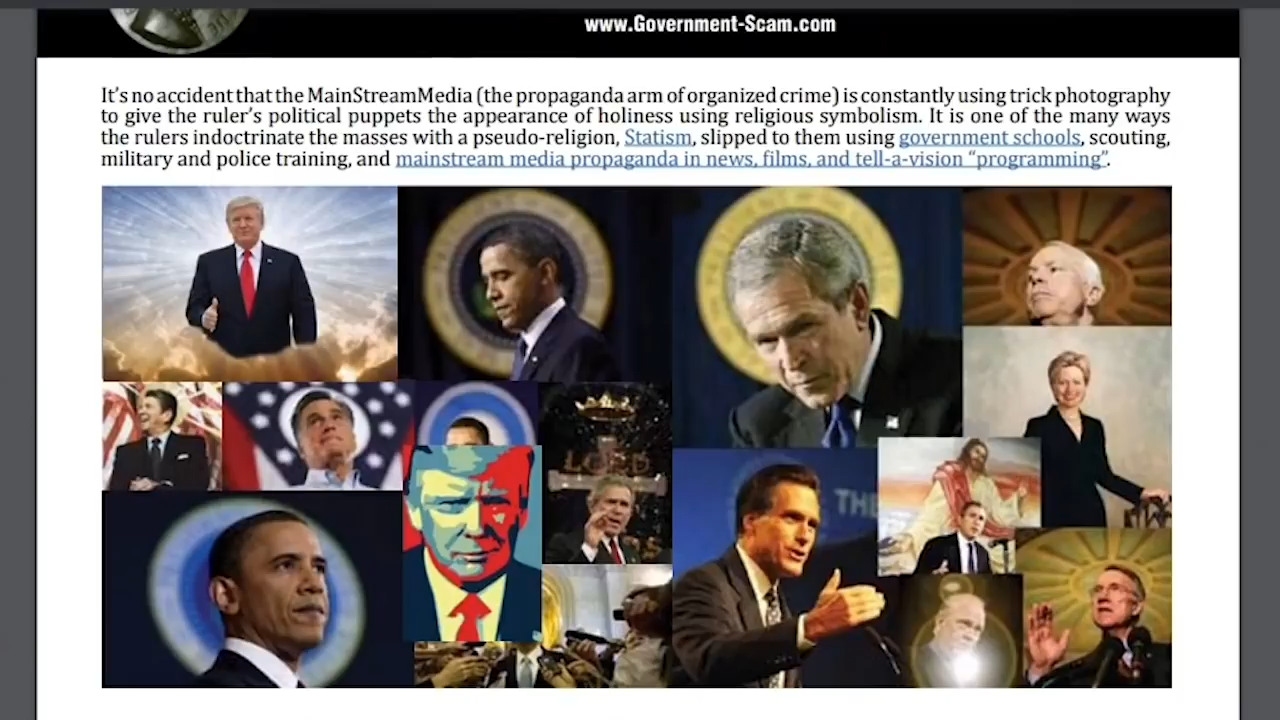 www.Government-Scam.com
It's no accident that the MainStreamMedia (the propaganda arm of organized crime) is constantly using trick photography
to give the ruler's political puppets the appearance of holiness using religious symbolism. It is one of the many ways
the rulers indoctrinate the masses with a pseudo-religion, Statism, slipped to them using government schools, scouting,
military and police training, and mainstream media propaganda in news, films, and tell-a-vision "programming".
LORD
THE